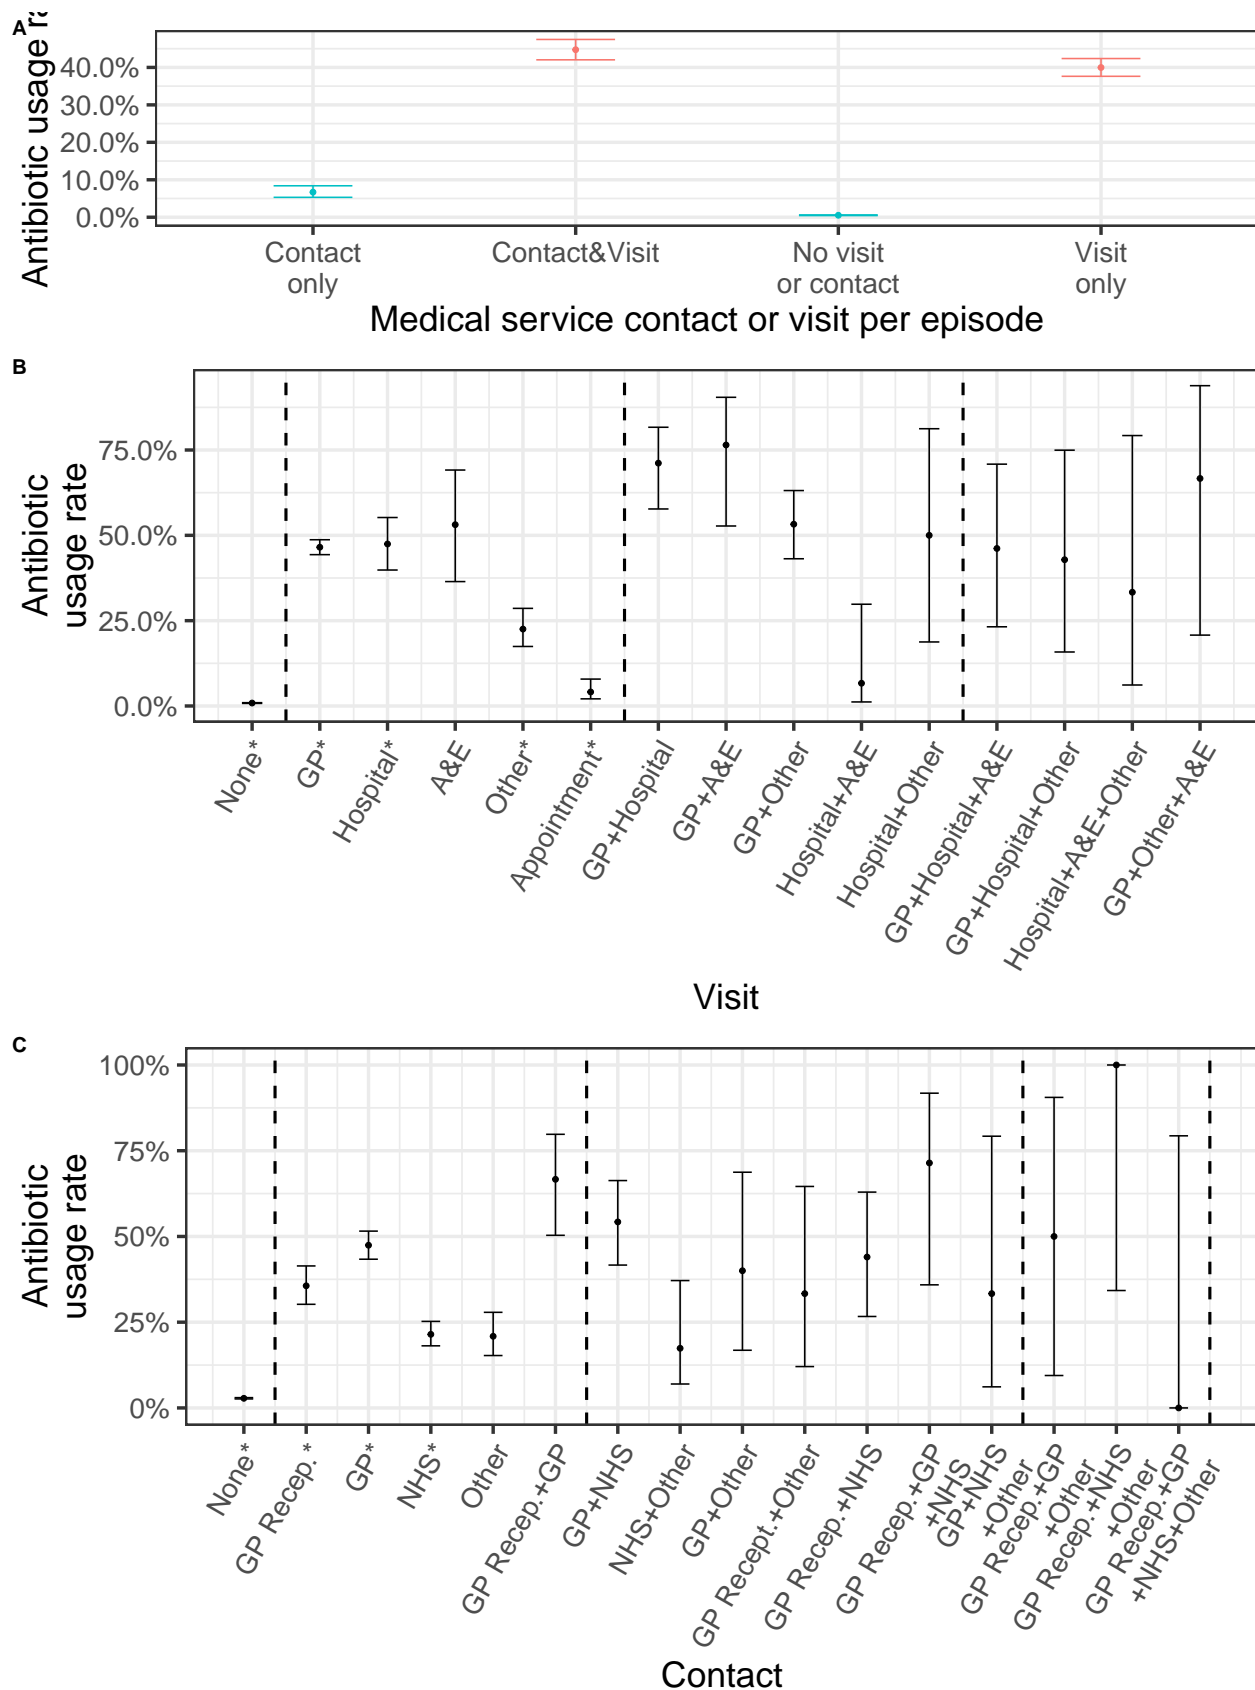 A
Antibiotic usage ra
40.0%
30.0%
20.0%
10.0%
0.0%
Contact
only
Contact&Visit
No visit
or contact
Visit
only
Medical service contact or visit per episode
B
Antibiotic
usage rate
75.0%
50.0%
25.0%
0.0%
None*
GP*
Hospital*
A&E
Other*
Appointment*
GP+Hospital
GP+A&E
GP+Other
Hospital+A&E
Hospital+Other
GP+Hospital+A&E
GP+Hospital+Other
Hospital+A&E+Other
GP+Other+A&E
Visit
C
Antibiotic
usage rate
100%
75%
50%
25%
0%
None*
GP Recep.*
GP*
NHS*
Other
GP Recep.+GP
GP+NHS
NHS+Other
GP+Other
GP Recept.+Other
GP Recep.+NHS
GP Recep.+GP
+NHS
GP+NHS
+Other
GP Recep.+GP
+Other
GP Recep.+NHS
+Other
GP Recep.+GP
+NHS+Other
Contact